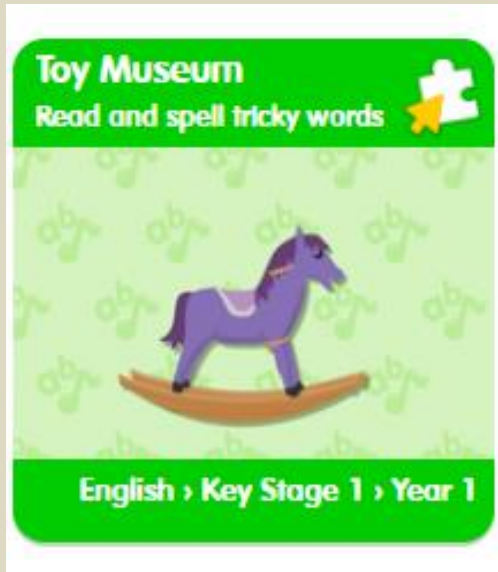 Toy Museum
Read and spell tricky words
English › Key Stage 1 › Year 1